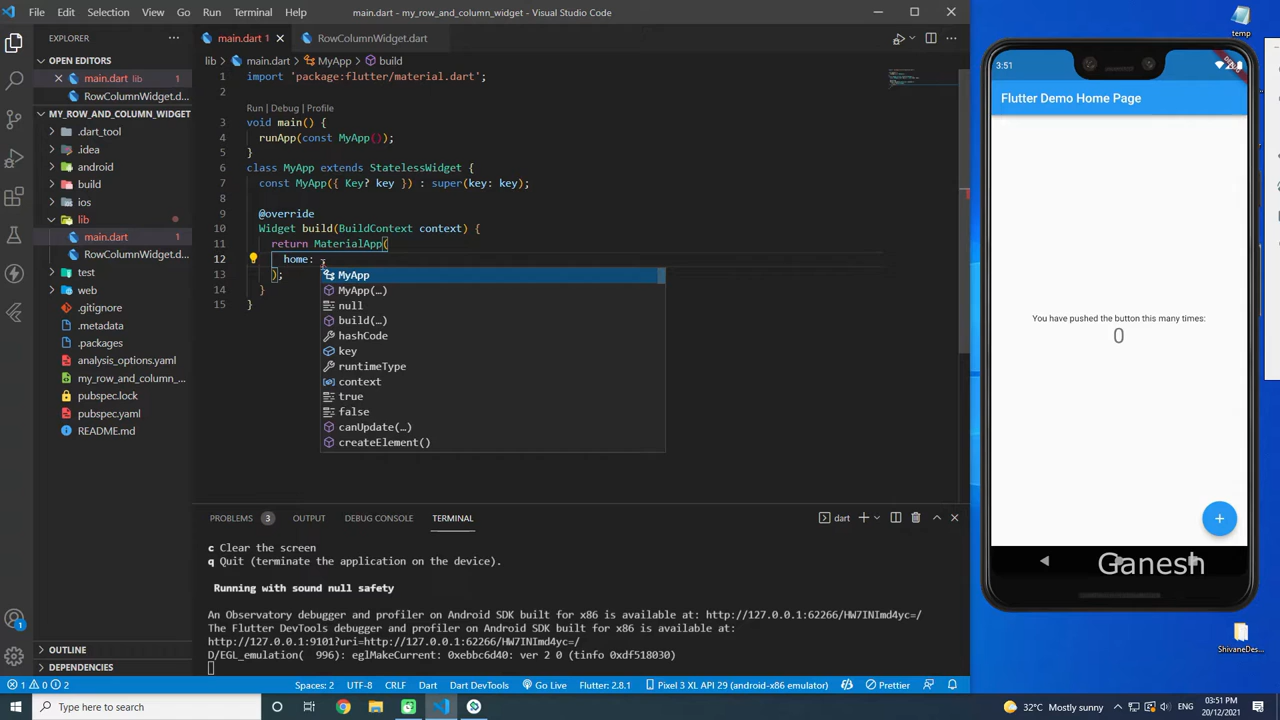 File Edit Selection View Go Run Terminal Help
main.dart - my_row_and_column_widget - Visual Studio Code
EXPLORER
OPEN EDITORS
main.dart lib 1
RowColumnWidget.d...
MY_ROW_AND_COLUMN_WIDGET
.dart_tool
.idea
android
build
ios
lib
main.dart 1
RowColumnWidget.d...
test
web
.gitignore
.metadata
.packages
analysis_options.yaml
my_row_and_column_...
pubspec.lock
pubspec.yaml
README.md
OUTLINE
DEPENDENCIES
main.dart 1
RowColumnWidget.dart
lib > main.dart > MyApp > build
1 import 'package:flutter/material.dart';
2
Run | Debug | Profile
3 void main() {
4 runApp(const MyApp());
5 }
6 class MyApp extends StatelessWidget {
7 const MyApp({ Key? key }) : super(key: key);
8
9 @override
10 Widget build(BuildContext context) {
11 return MaterialApp(
12 home: 
13 );
14 }
15 }
MyApp
MyApp(…)
null
build(…)
hashCode
key
runtimeType
context
true
false
canUpdate(…)
createElement()
PROBLEMS 3 OUTPUT DEBUG CONSOLE TERMINAL
dart
c Clear the screen
q Quit (terminate the application on the device).
Running with sound null safety
An Observatory debugger and profiler on Android SDK built for x86 is available at: http://127.0.0.1:62266/HW7INImd4yc=/
The Flutter DevTools debugger and profiler on Android SDK built for x86 is available at:
http://127.0.0.1:9101?uri=http://127.0.0.1:62266/HW7INImd4yc=/
D/EGL_emulation( 996): eglMakeCurrent: 0xebbc6d40: ver 2 0 (tinfo 0xdf518030)
1 0 2 Spaces: 2 UTF-8 CRLF Dart Dart DevTools Go Live Flutter: 2.8.1 Pixel 3 XL API 29 (android-x86 emulator) Prettier
1
3:51
DEBUG
Flutter Demo Home Page
You have pushed the button this many times:
0
+
Ganesh
temp
ShivaneDes...
Type here to search
32°C Mostly sunny
03:51 PM
20/12/2021